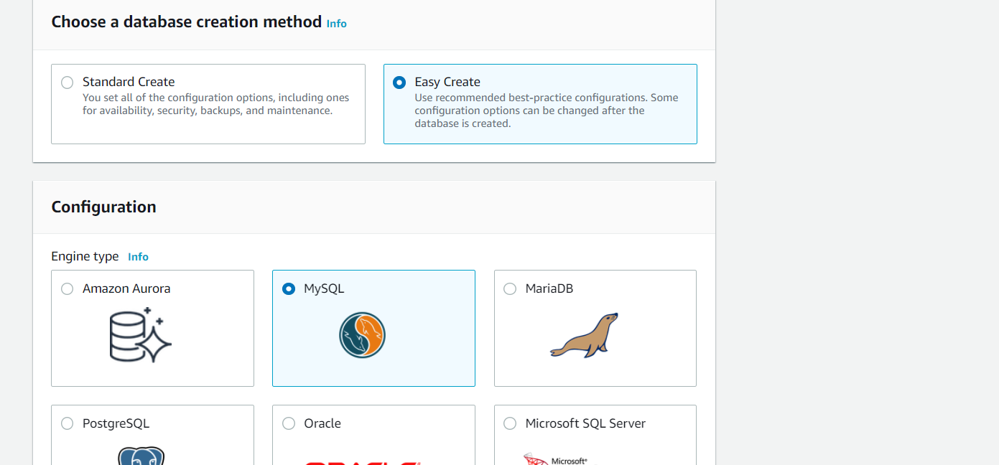 Choose a database creation method Info
Standard Create
You set all of the configuration options, including ones
for availability, security, backups, and maintenance.
Easy Create
Use recommended best-practice configurations. Some
configuration options can be changed after the
database is created.
Configuration
Engine type Info
Amazon Aurora
MySQL
MariaDB
PostgreSQL
Oracle
Microsoft SQL Server
ORACLE
Microsoft®